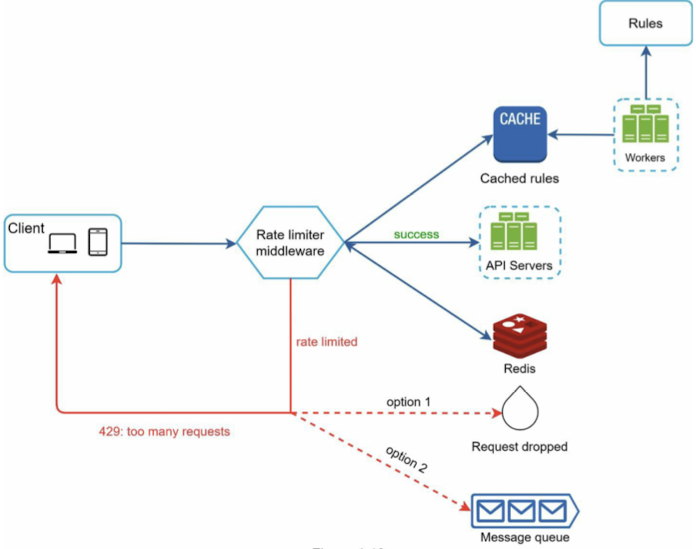 Rules
CACHE
Workers
Cached rules
Client
Rate limiter
middleware
success
API Servers
rate limited
Redis
option 1
429: too many requests
Request dropped
option 2
Message queue